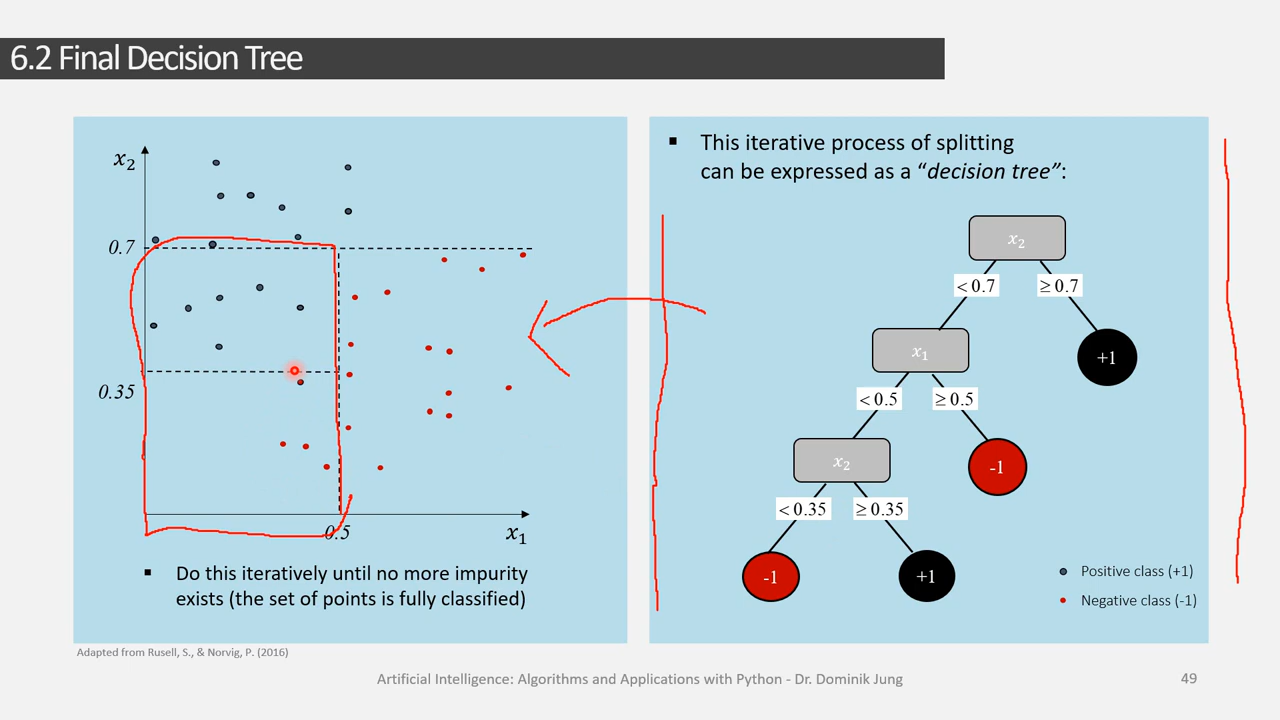 6.2 Final Decision Tree
x₂
0.7
0.35
0.5
x₁
▪ Do this iteratively until no more impurity
exists (the set of points is fully classified)
▪ This iterative process of splitting
can be expressed as a “decision tree”:
x₂
< 0.7
≥ 0.7
x₁
+1
< 0.5
≥ 0.5
x₂
-1
< 0.35
≥ 0.35
-1
+1
Positive class (+1)
Negative class (-1)
Adapted from Rusell, S., & Norvig, P. (2016)
Artificial Intelligence: Algorithms and Applications with Python - Dr. Dominik Jung
49